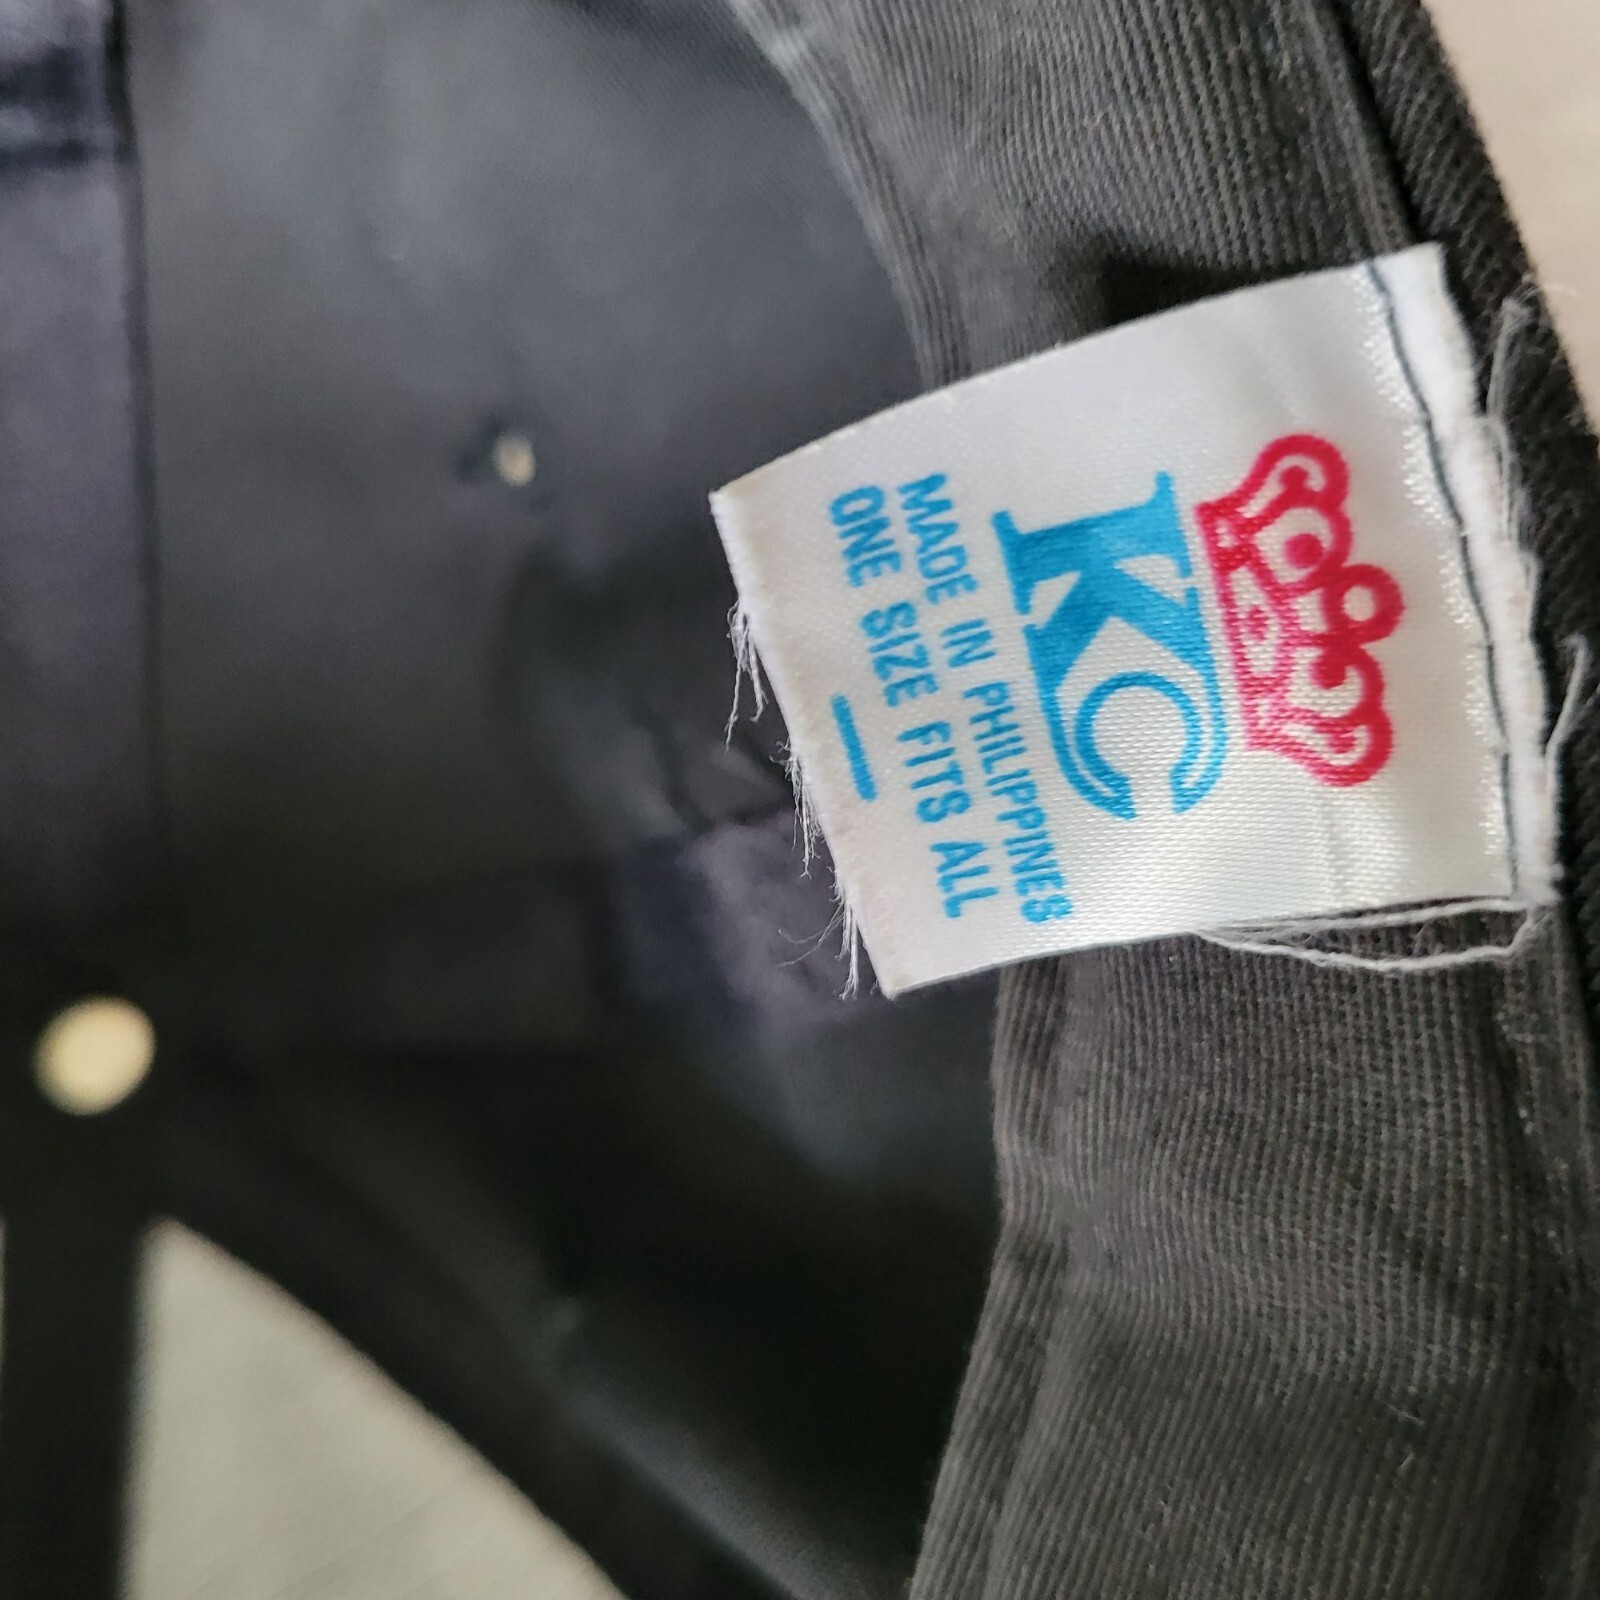 KC
MADE IN PHILIPPINES
ONE SIZE FITS ALL